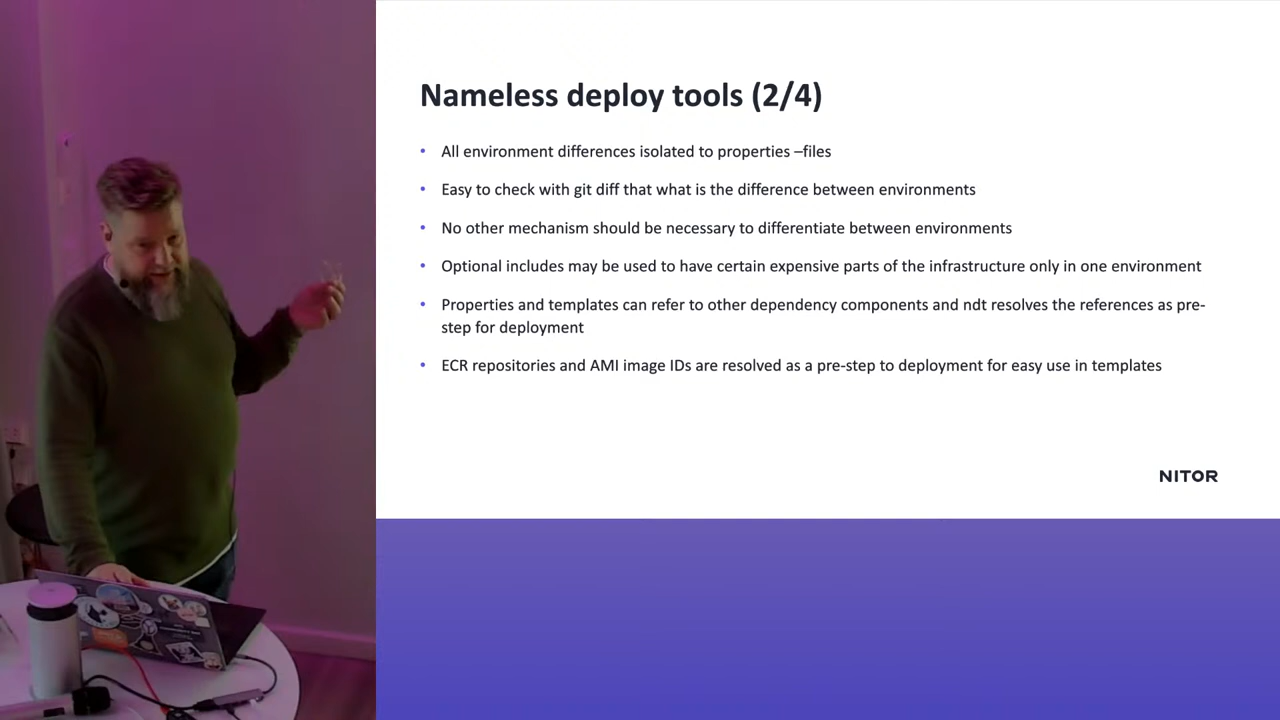 Nameless deploy tools (2/4)
• All environment differences isolated to properties –files
• Easy to check with git diff that what is the difference between environments
• No other mechanism should be necessary to differentiate between environments
• Optional includes may be used to have certain expensive parts of the infrastructure only in one environment
• Properties and templates can refer to other dependency components and ndt resolves the references as pre-
step for deployment
• ECR repositories and AMI image IDs are resolved as a pre-step to deployment for easy use in templates
NITOR